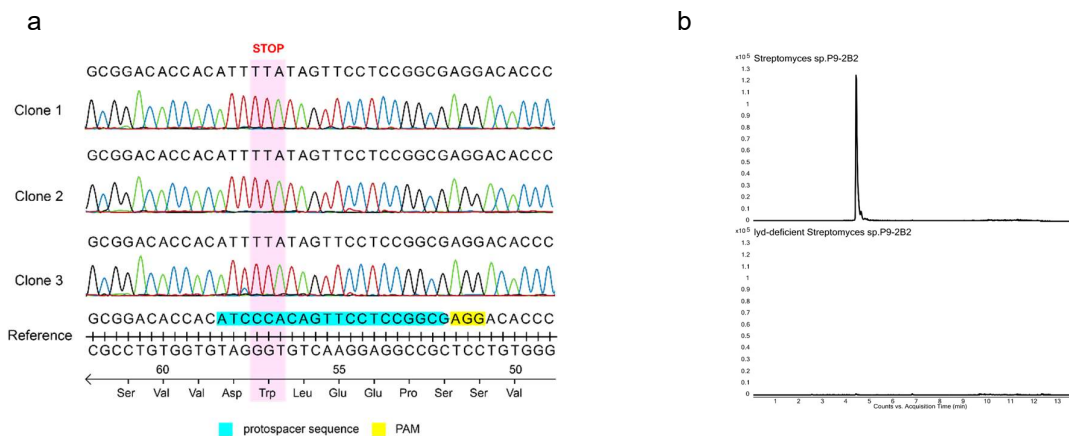 a
STOP
GCGGACACCACATTTTATAGTTCCTCCGGCGAGGACACCC
Clone 1
GCGGACACCACATTTTATAGTTCCTCCGGCGAGGACACCC
Clone 2
GCGGACACCACATTTTATAGTTCCTCCGGCGAGGACACCC
Clone 3
GCGGACACCACATCCCACAGTTCCTCCGGCGAGGACACCC
Reference
CGCCTGTGGTGTAGGGTGTCAAGGAGGCCGCTCCTGTGGG
60 55 50
Ser Val Val Asp Trp Leu Glu Glu Pro Ser Ser Val
protospacer sequence PAM
b
Streptomyces sp.P9-2B2
x10⁵
1.3
1.2
1.1
1
0.9
0.8
0.7
0.6
0.5
0.4
0.3
0.2
0.1
0
lyd-deficient Streptomyces sp.P9-2B2
x10⁵
1.3
1.2
1.1
1
0.9
0.8
0.7
0.6
0.5
0.4
0.3
0.2
0.1
0
1 2 3 4 5 6 7 8 9 10 11 12 13
Counts vs. Acquisition Time (min)